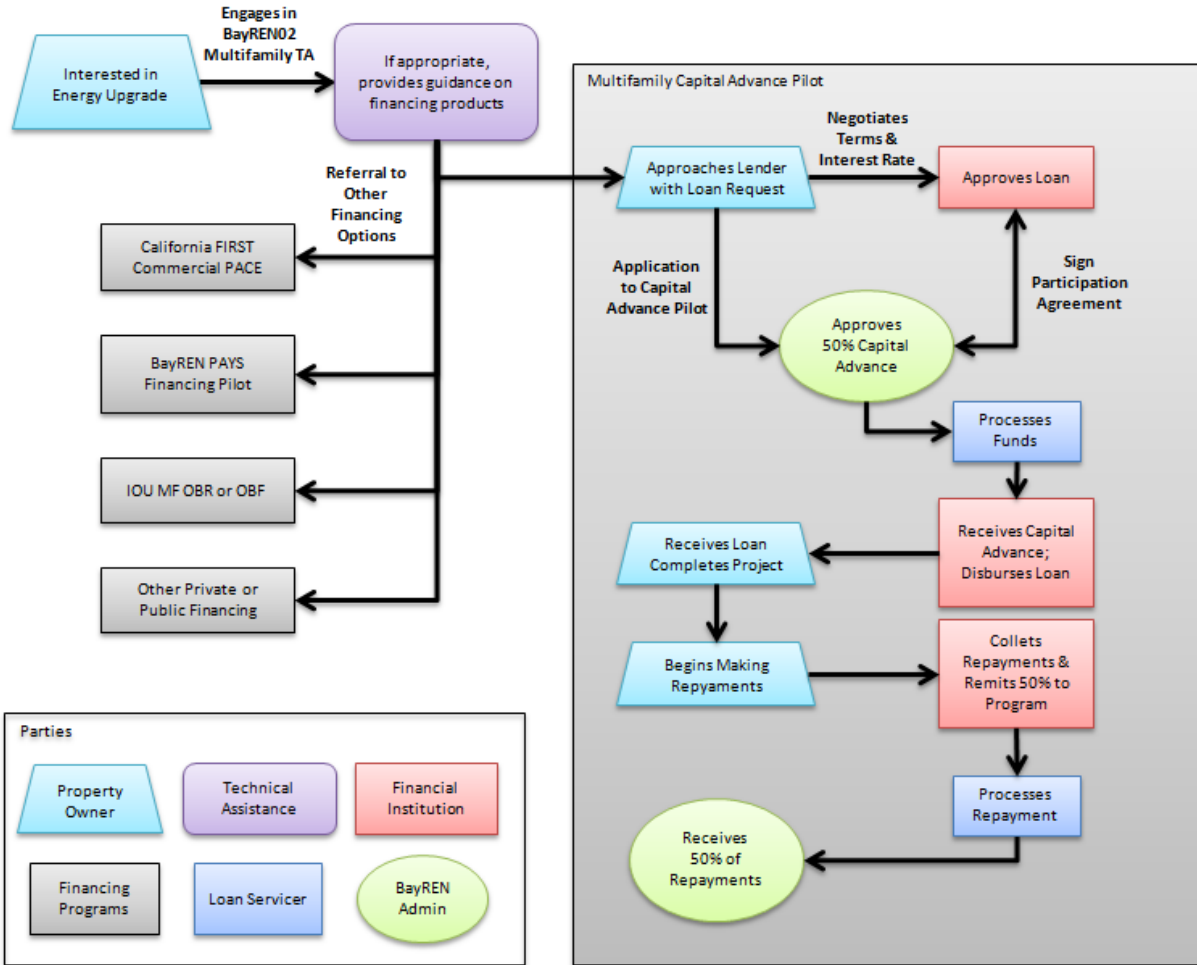 Engages in
BayREN02
Multifamily TA
Interested in
Energy Upgrade
If appropriate,
provides guidance on
financing products
Referral to
Other
Financing
Options
California FIRST
Commercial PACE
BayREN PAYS
Financing Pilot
IOU MF OBR or OBF
Other Private or
Public Financing
Multifamily Capital Advance Pilot
Approaches Lender
with Loan Request
Negotiates
Terms &
Interest Rate
Approves Loan
Application
to Capital
Advance Pilot
Sign
Participation
Agreement
Approves
50% Capital
Advance
Processes
Funds
Receives Capital
Advance;
Disburses Loan
Receives Loan
Completes Project
Begins Making
Repyaments
Collets
Repayments &
Remits 50% to
Program
Processes
Repayment
Receives
50% of
Repayments
Parties
Property
Owner
Technical
Assistance
Financial
Institution
Financing
Programs
Loan Servicer
BayREN
Admin